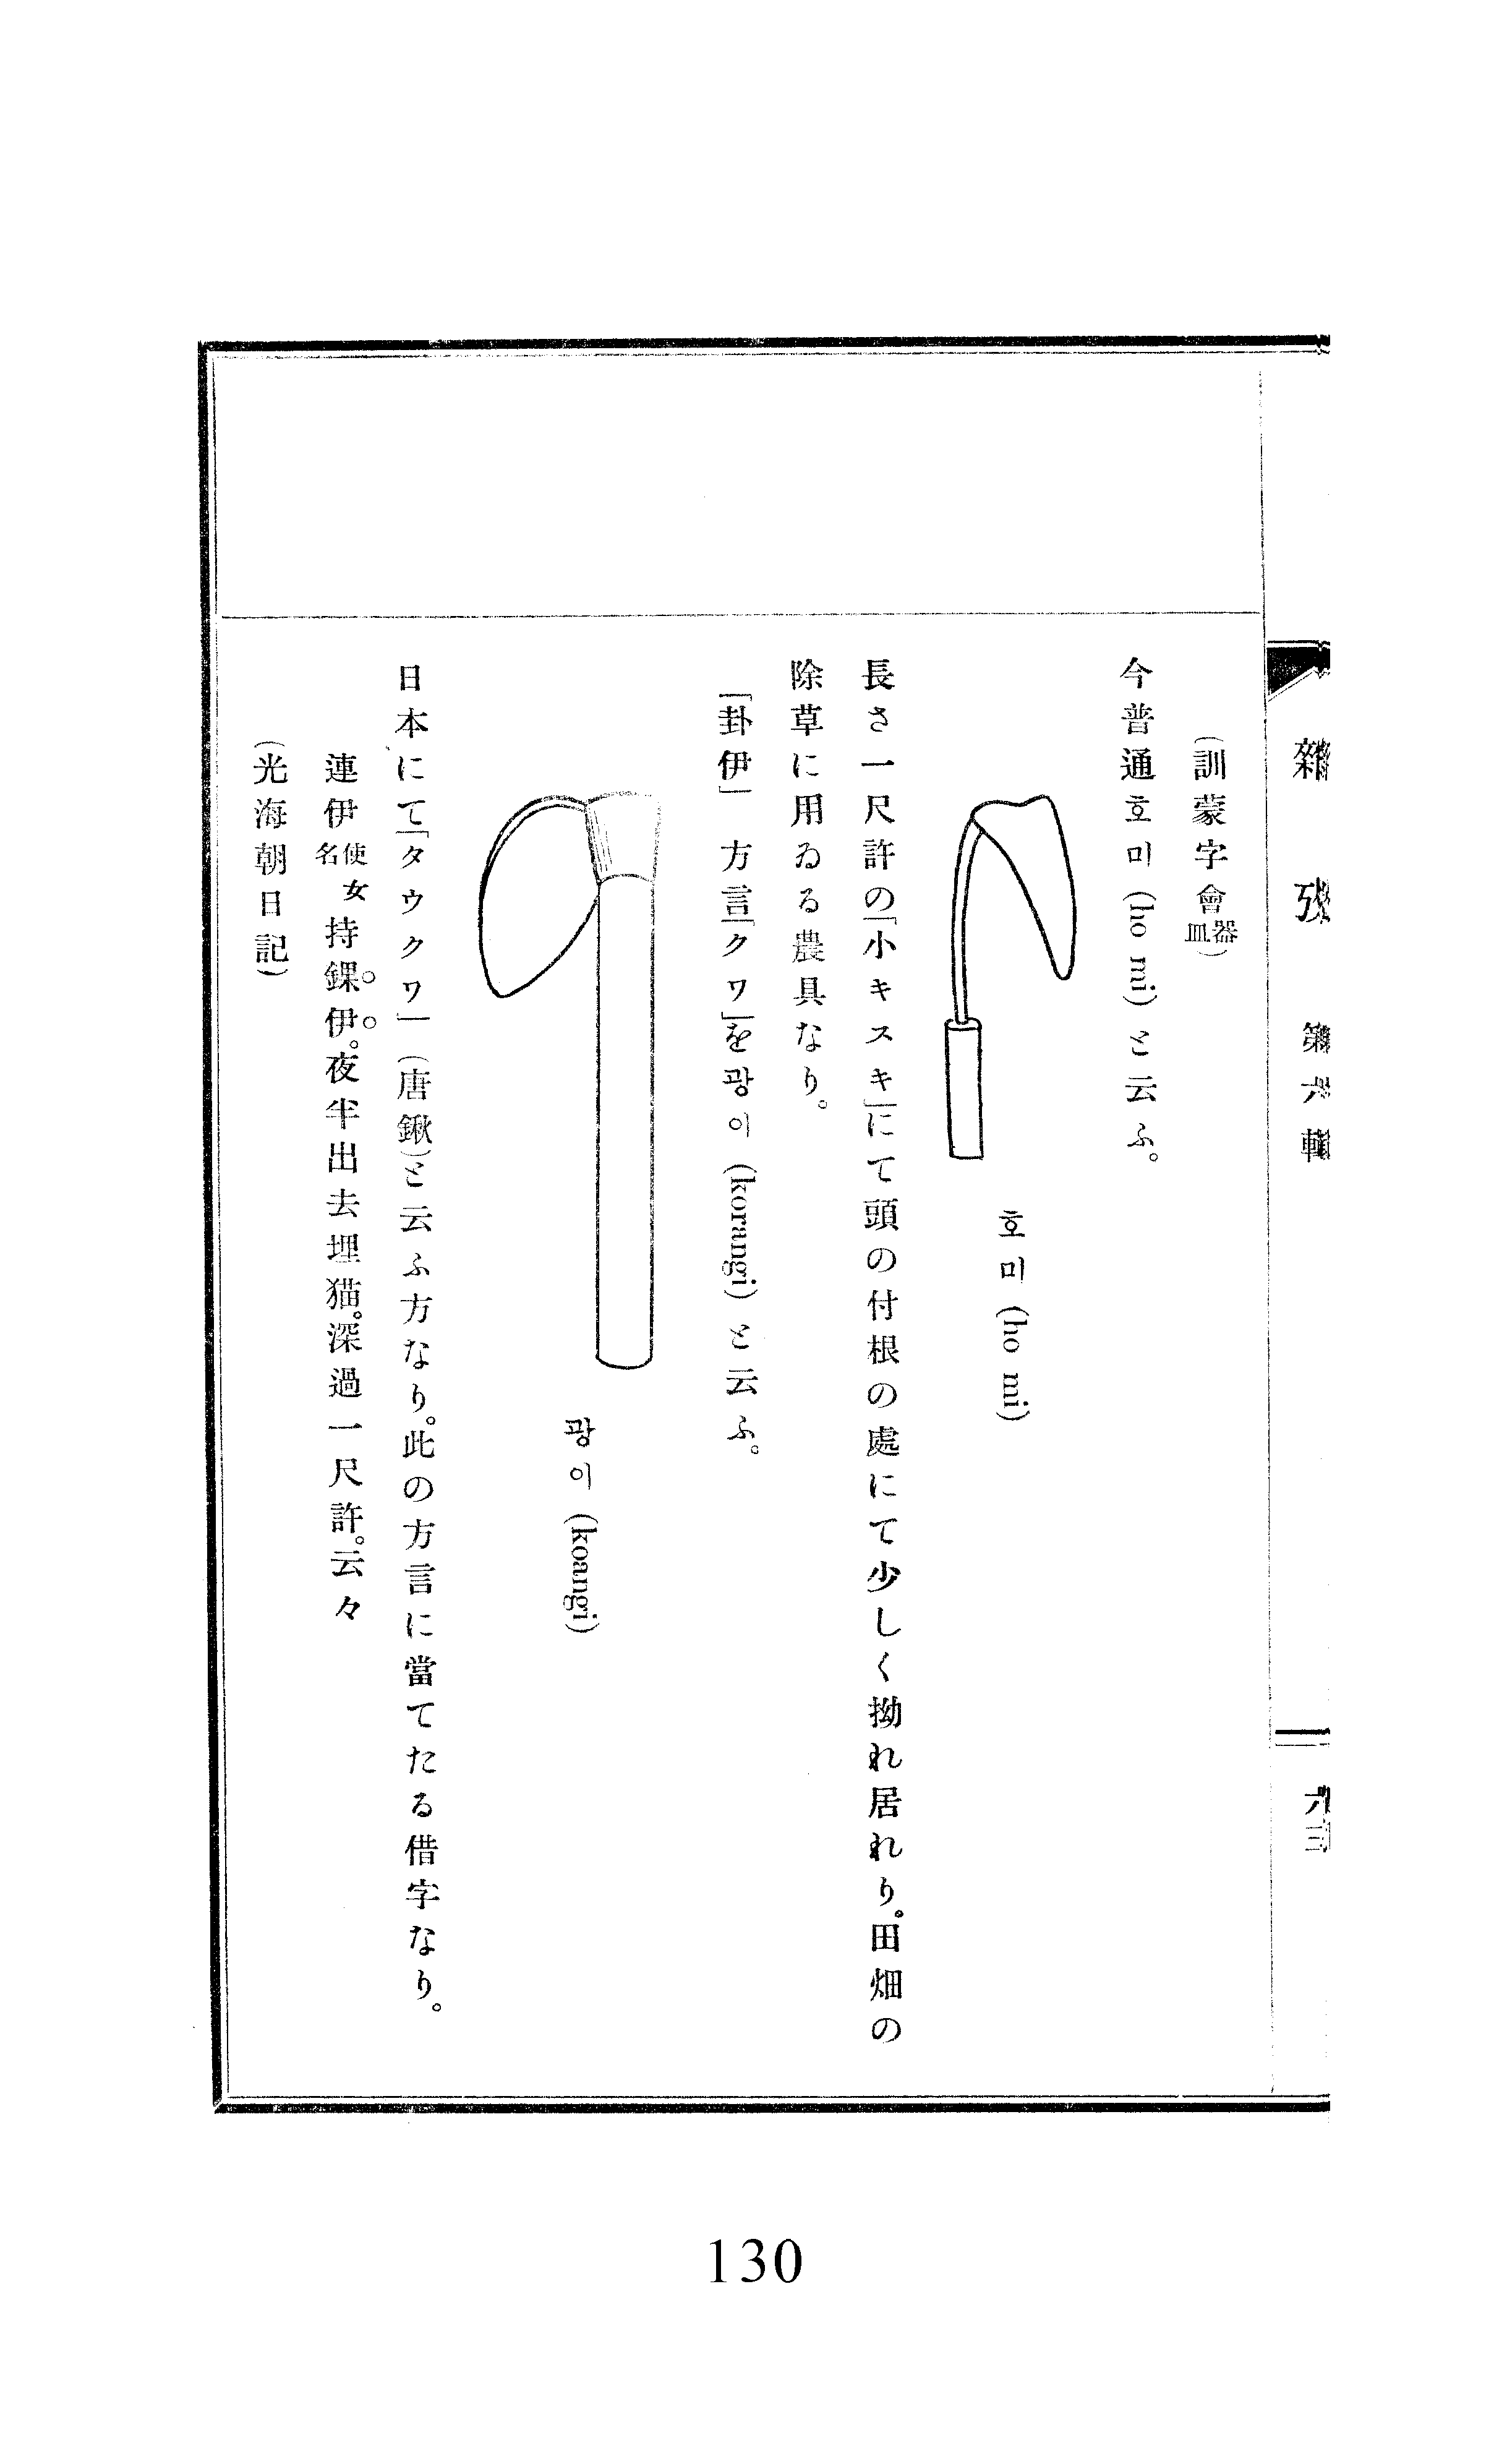 雜攷 第六輯 六三
(訓蒙字會器皿)
今普通호미(ho mi)と云ふ。
호미(ho mi)
長さ一尺許の「小キスキ」にて頭の付根の處にて少しく拗れ居れり。田畑の
除草に用ゐる農具なり。
「卦伊」 方言「クワ」を광이(korangi)と云ふ。
광이(koangi)
日本にて「タウクワ」(唐鍬)と云ふ方なり。此の方言に當てたる借字なり。
連伊使女名持錁伊。夜半出去埋猫。深過一尺許。云々
(光海朝日記)
130